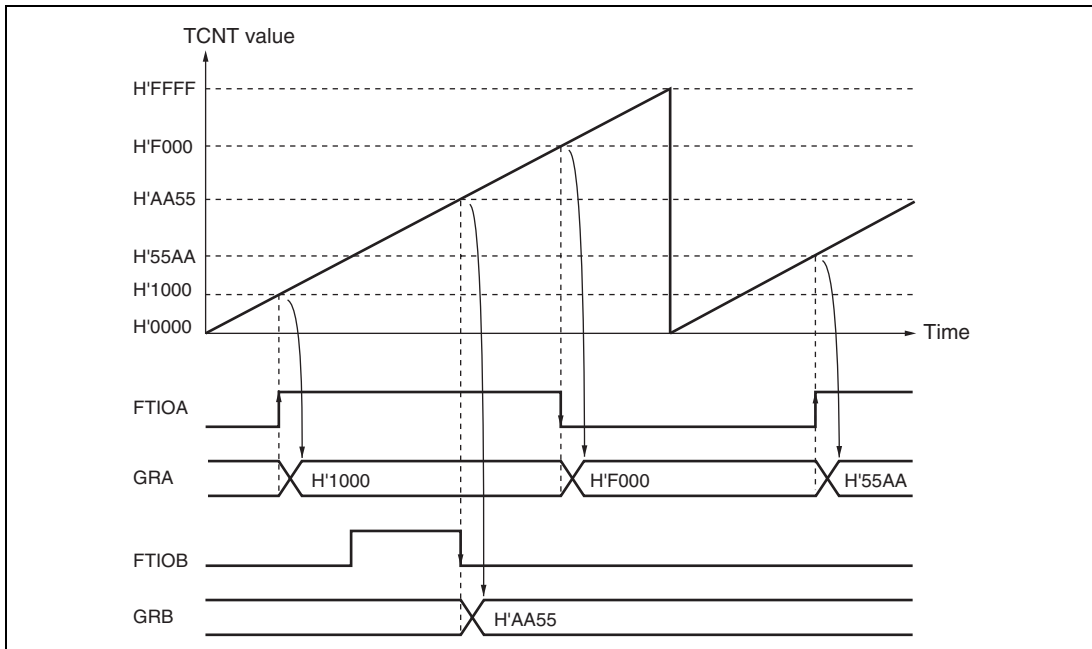 TCNT value
H'FFFF
H'F000
H'AA55
H'55AA
H'1000
H'0000
Time
FTIOA
GRA
H'1000
H'F000
H'55AA
FTIOB
GRB
H'AA55